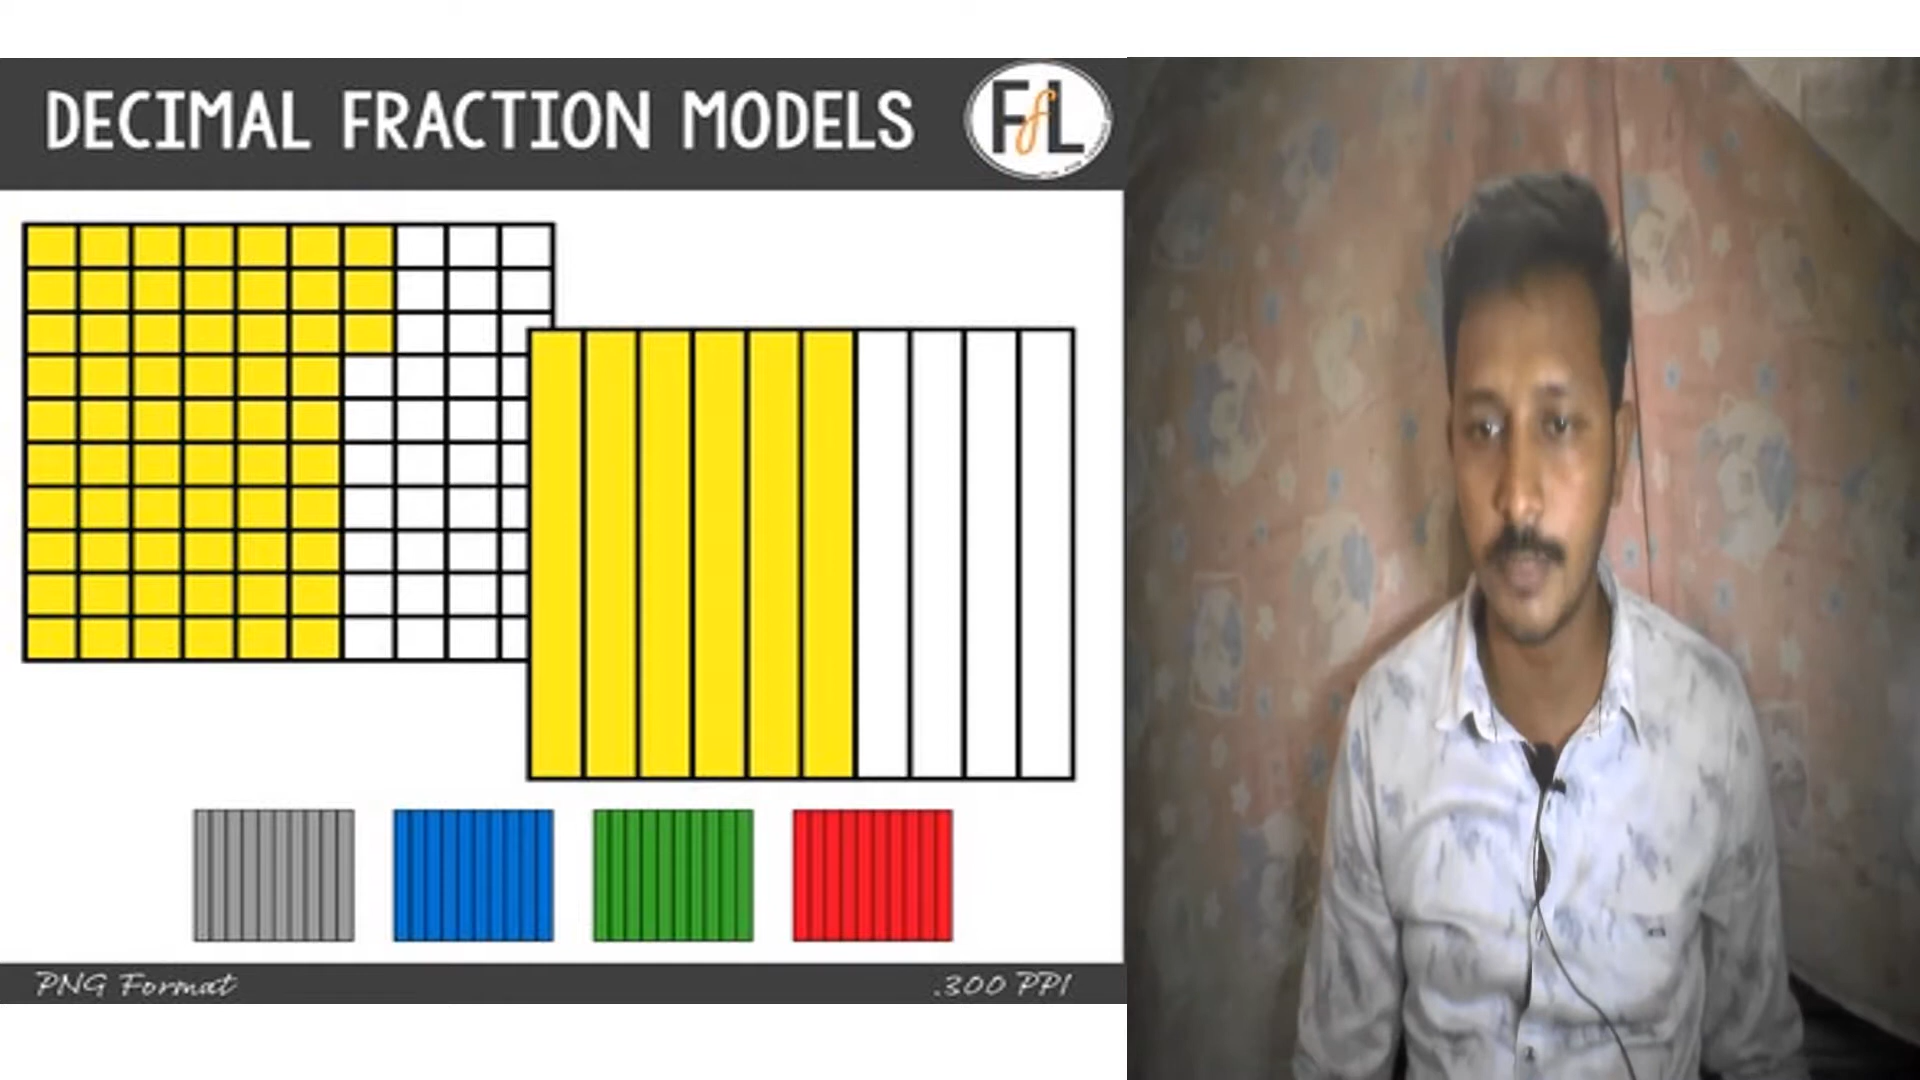 DECIMAL FRACTION MODELS
FfL
PNG Format
.300 PPI